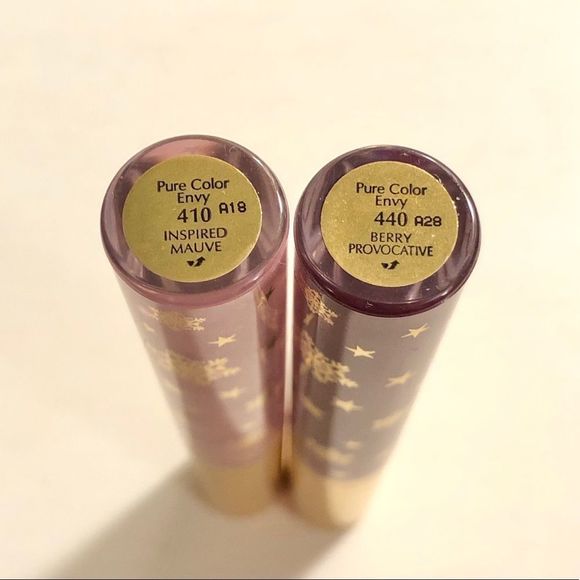 Pure Color
Envy
410 A18
INSPIRED
MAUVE
Pure Color
Envy
440 A28
BERRY
PROVOCATIVE